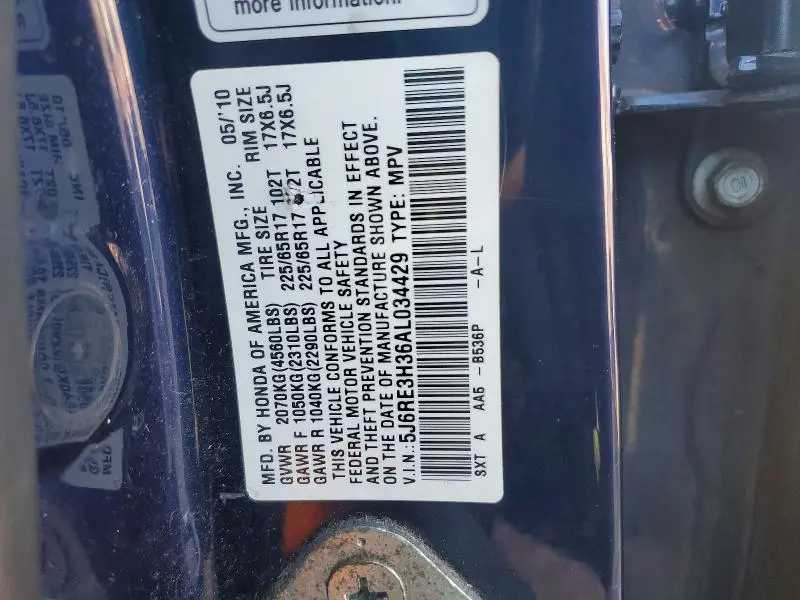 more information.
MFD. BY HONDA OF AMERICA MFG., INC. 05/'10
GVWR 2070KG(4560LBS) TIRE SIZE RIM SIZE
GAWR F 1050KG(2310LBS) 225/65R17 102T 17X6.5J
GAWR R 1040KG(2290LBS) 225/65R17 2T 17X6.5J
THIS VEHICLE CONFORMS TO ALL APPLICABLE
FEDERAL MOTOR VEHICLE SAFETY
AND THEFT PREVENTION STANDARDS IN EFFECT
ON THE DATE OF MANUFACTURE SHOWN ABOVE.
V.I.N.:5J6RE3H36AL034429 TYPE: MPV
SXT A AA5 -B536P -A-L